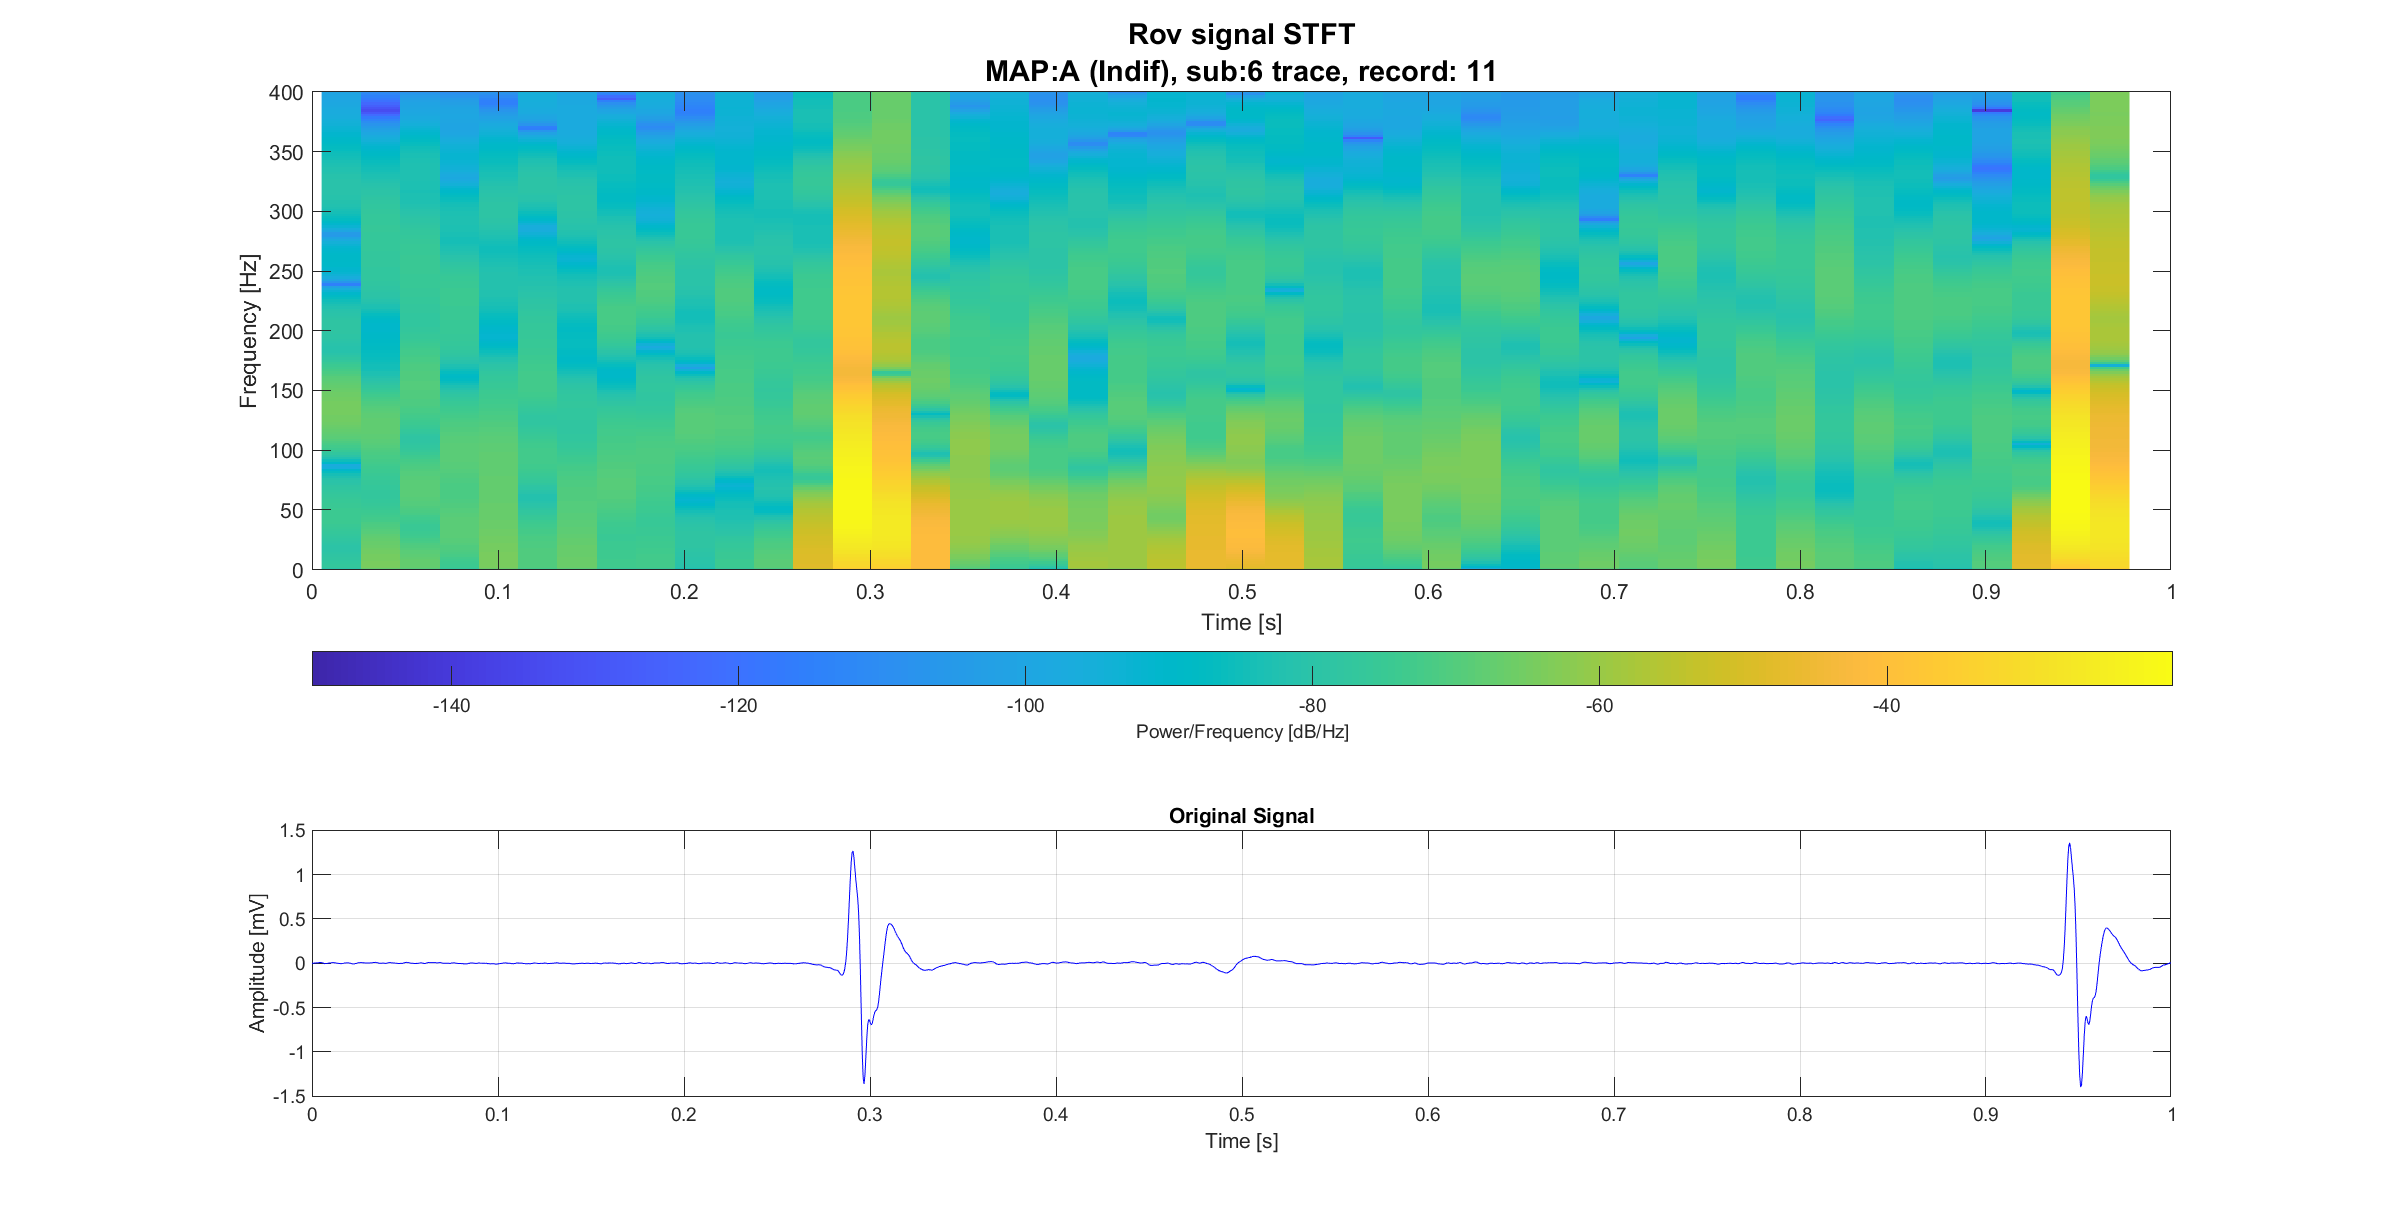 Rov signal STFT
MAP:A (Indif), sub:6 trace, record: 11
400
350
300
250
200
150
100
50
0
Frequency [Hz]
0 0.1 0.2 0.3 0.4 0.5 0.6 0.7 0.8 0.9 1
Time [s]
-140 -120 -100 -80 -60 -40
Power/Frequency [dB/Hz]
Original Signal
1.5
1
0.5
0
-0.5
-1
-1.5
Amplitude [mV]
0 0.1 0.2 0.3 0.4 0.5 0.6 0.7 0.8 0.9 1
Time [s]